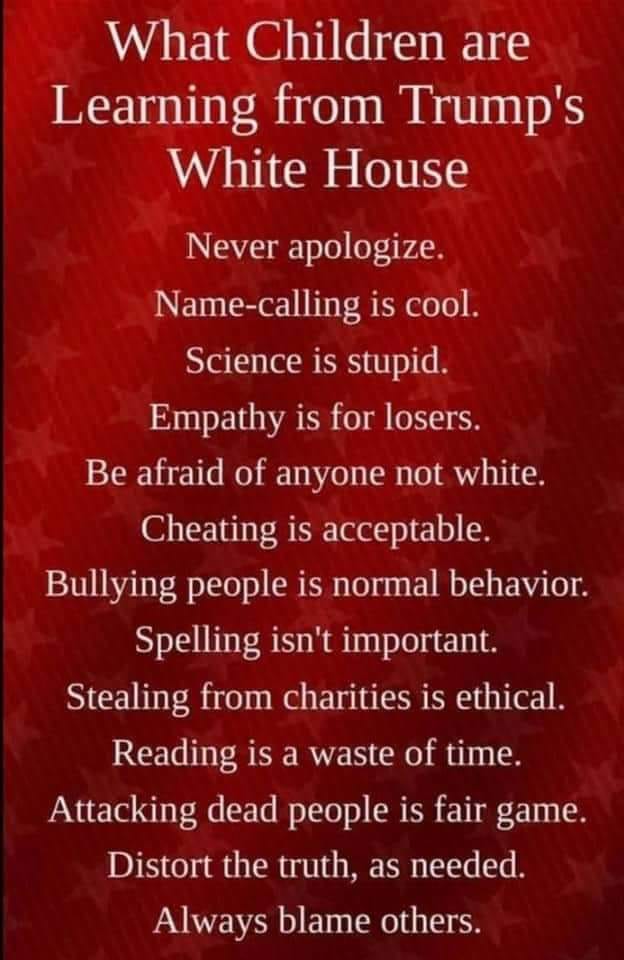 What Children are
Learning from Trump's
White House
Never apologize.
Name-calling is cool.
Science is stupid.
Empathy is for losers.
Be afraid of anyone not white.
Cheating is acceptable.
Bullying people is normal behavior.
Spelling isn't important.
Stealing from charities is ethical.
Reading is a waste of time.
Attacking dead people is fair game.
Distort the truth, as needed.
Always blame others.